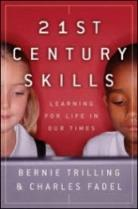 21ST CENTURY
SKILLS
LEARNING
FOR LIFE IN
OUR TIMES
BERNIE TRILLING
& CHARLES FADEL